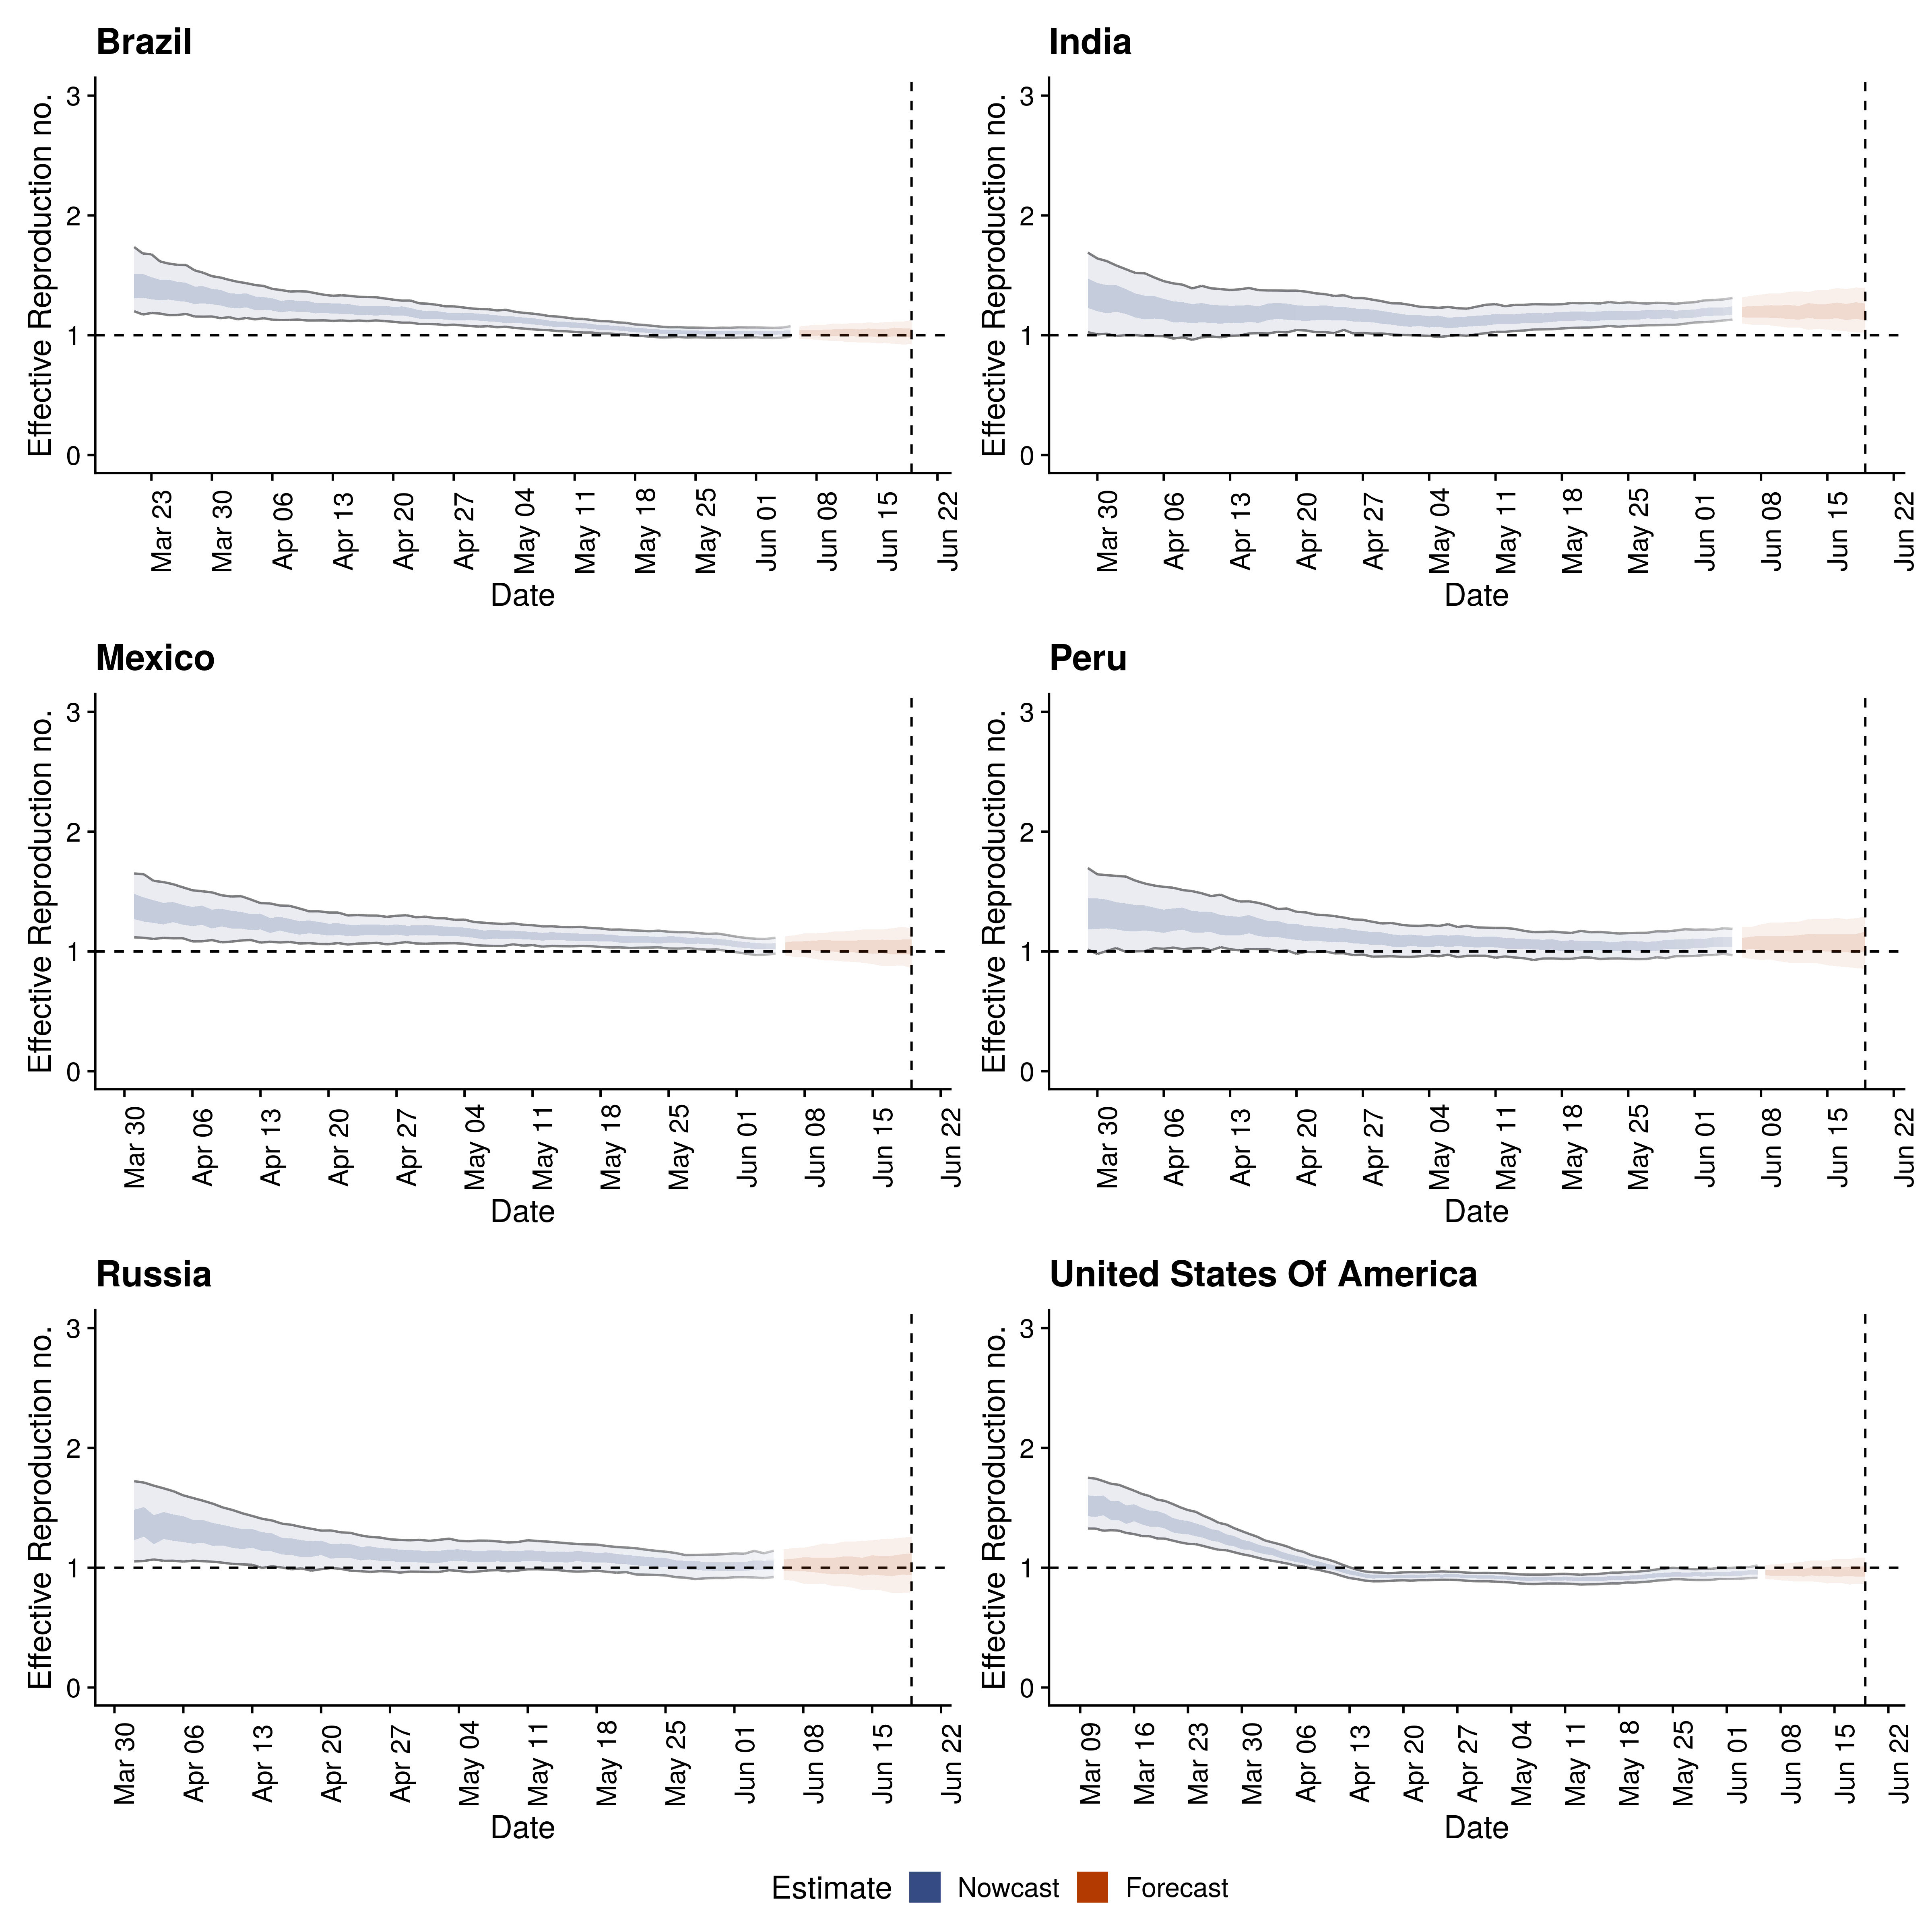 Brazil
Effective Reproduction no.
3
2
1
0
Mar 23 Mar 30 Apr 06 Apr 13 Apr 20 Apr 27 May 04 May 11 May 18 May 25 Jun 01 Jun 08 Jun 15 Jun 22
Date
India
Effective Reproduction no.
3
2
1
0
Mar 30 Apr 06 Apr 13 Apr 20 Apr 27 May 04 May 11 May 18 May 25 Jun 01 Jun 08 Jun 15 Jun 22
Date
Mexico
Effective Reproduction no.
3
2
1
0
Mar 30 Apr 06 Apr 13 Apr 20 Apr 27 May 04 May 11 May 18 May 25 Jun 01 Jun 08 Jun 15 Jun 22
Date
Peru
Effective Reproduction no.
3
2
1
0
Mar 30 Apr 06 Apr 13 Apr 20 Apr 27 May 04 May 11 May 18 May 25 Jun 01 Jun 08 Jun 15 Jun 22
Date
Russia
Effective Reproduction no.
3
2
1
0
Mar 30 Apr 06 Apr 13 Apr 20 Apr 27 May 04 May 11 May 18 May 25 Jun 01 Jun 08 Jun 15 Jun 22
Date
United States Of America
Effective Reproduction no.
3
2
1
0
Mar 09 Mar 16 Mar 23 Mar 30 Apr 06 Apr 13 Apr 20 Apr 27 May 04 May 11 May 18 May 25 Jun 01 Jun 08 Jun 15 Jun 22
Date
Estimate Nowcast Forecast